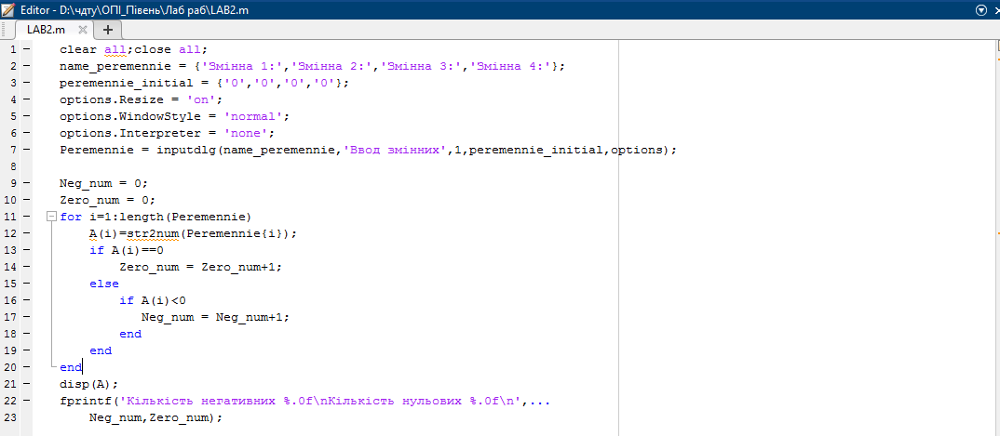 Editor - D:\чдту\ОПІ_Півень\Лаб раб\LAB2.m
LAB2.m
1 clear all;close all;
2 name_peremennie = {'Змінна 1:','Змінна 2:','Змінна 3:','Змінна 4:'};
3 peremennie_initial = {'0','0','0','0'};
4 options.Resize = 'on';
5 options.WindowStyle = 'normal';
6 options.Interpreter = 'none';
7 Peremennie = inputdlg(name_peremennie,'Ввод змінних',1,peremennie_initial,options);
8
9 Neg_num = 0;
10 Zero_num = 0;
11 for i=1:length(Peremennie)
12 A(i)=str2num(Peremennie{i});
13 if A(i)==0
14 Zero_num = Zero_num+1;
15 else
16 if A(i)<0
17 Neg_num = Neg_num+1;
18 end
19 end
20 end
21 disp(A);
22 fprintf('Кількість негативних %.0f\nКількість нульових %.0f\n',...
23 Neg_num,Zero_num);